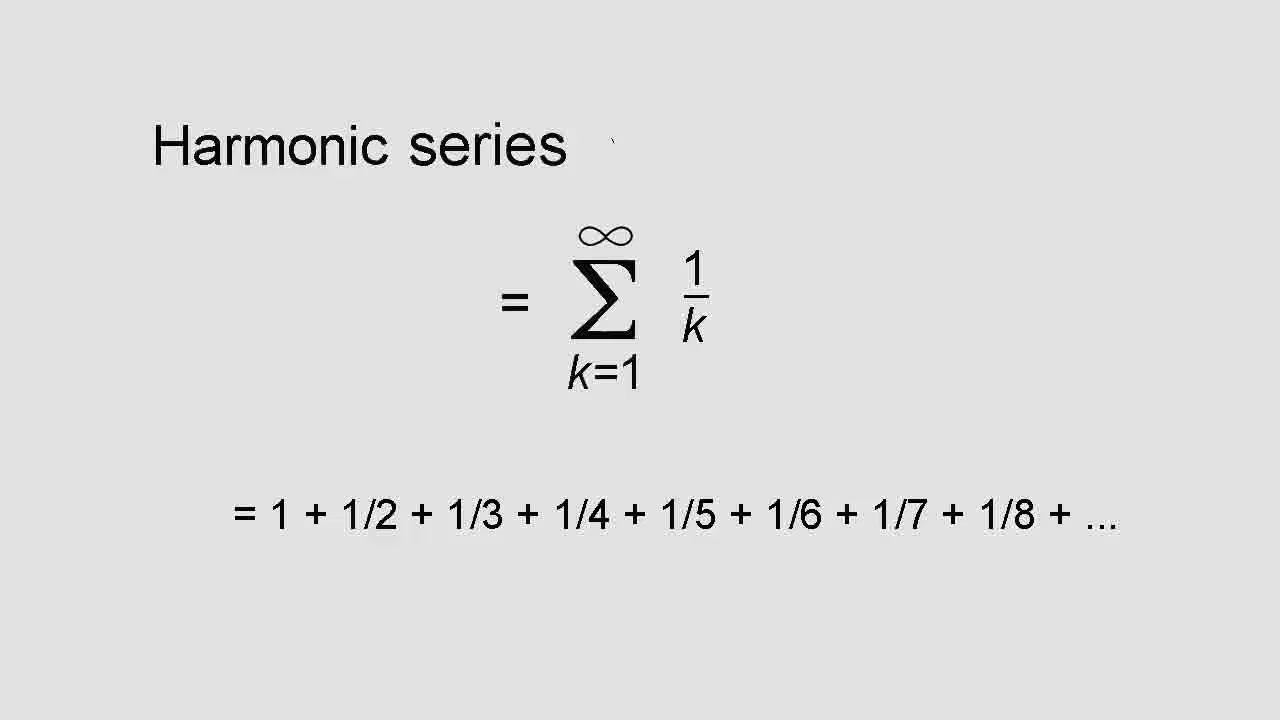 Harmonic series
∞
= Σ 1/k
k=1
= 1 + 1/2 + 1/3 + 1/4 + 1/5 + 1/6 + 1/7 + 1/8 + ...